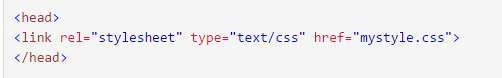 <head>
<link rel="stylesheet" type="text/css" href="mystyle.css">
</head>